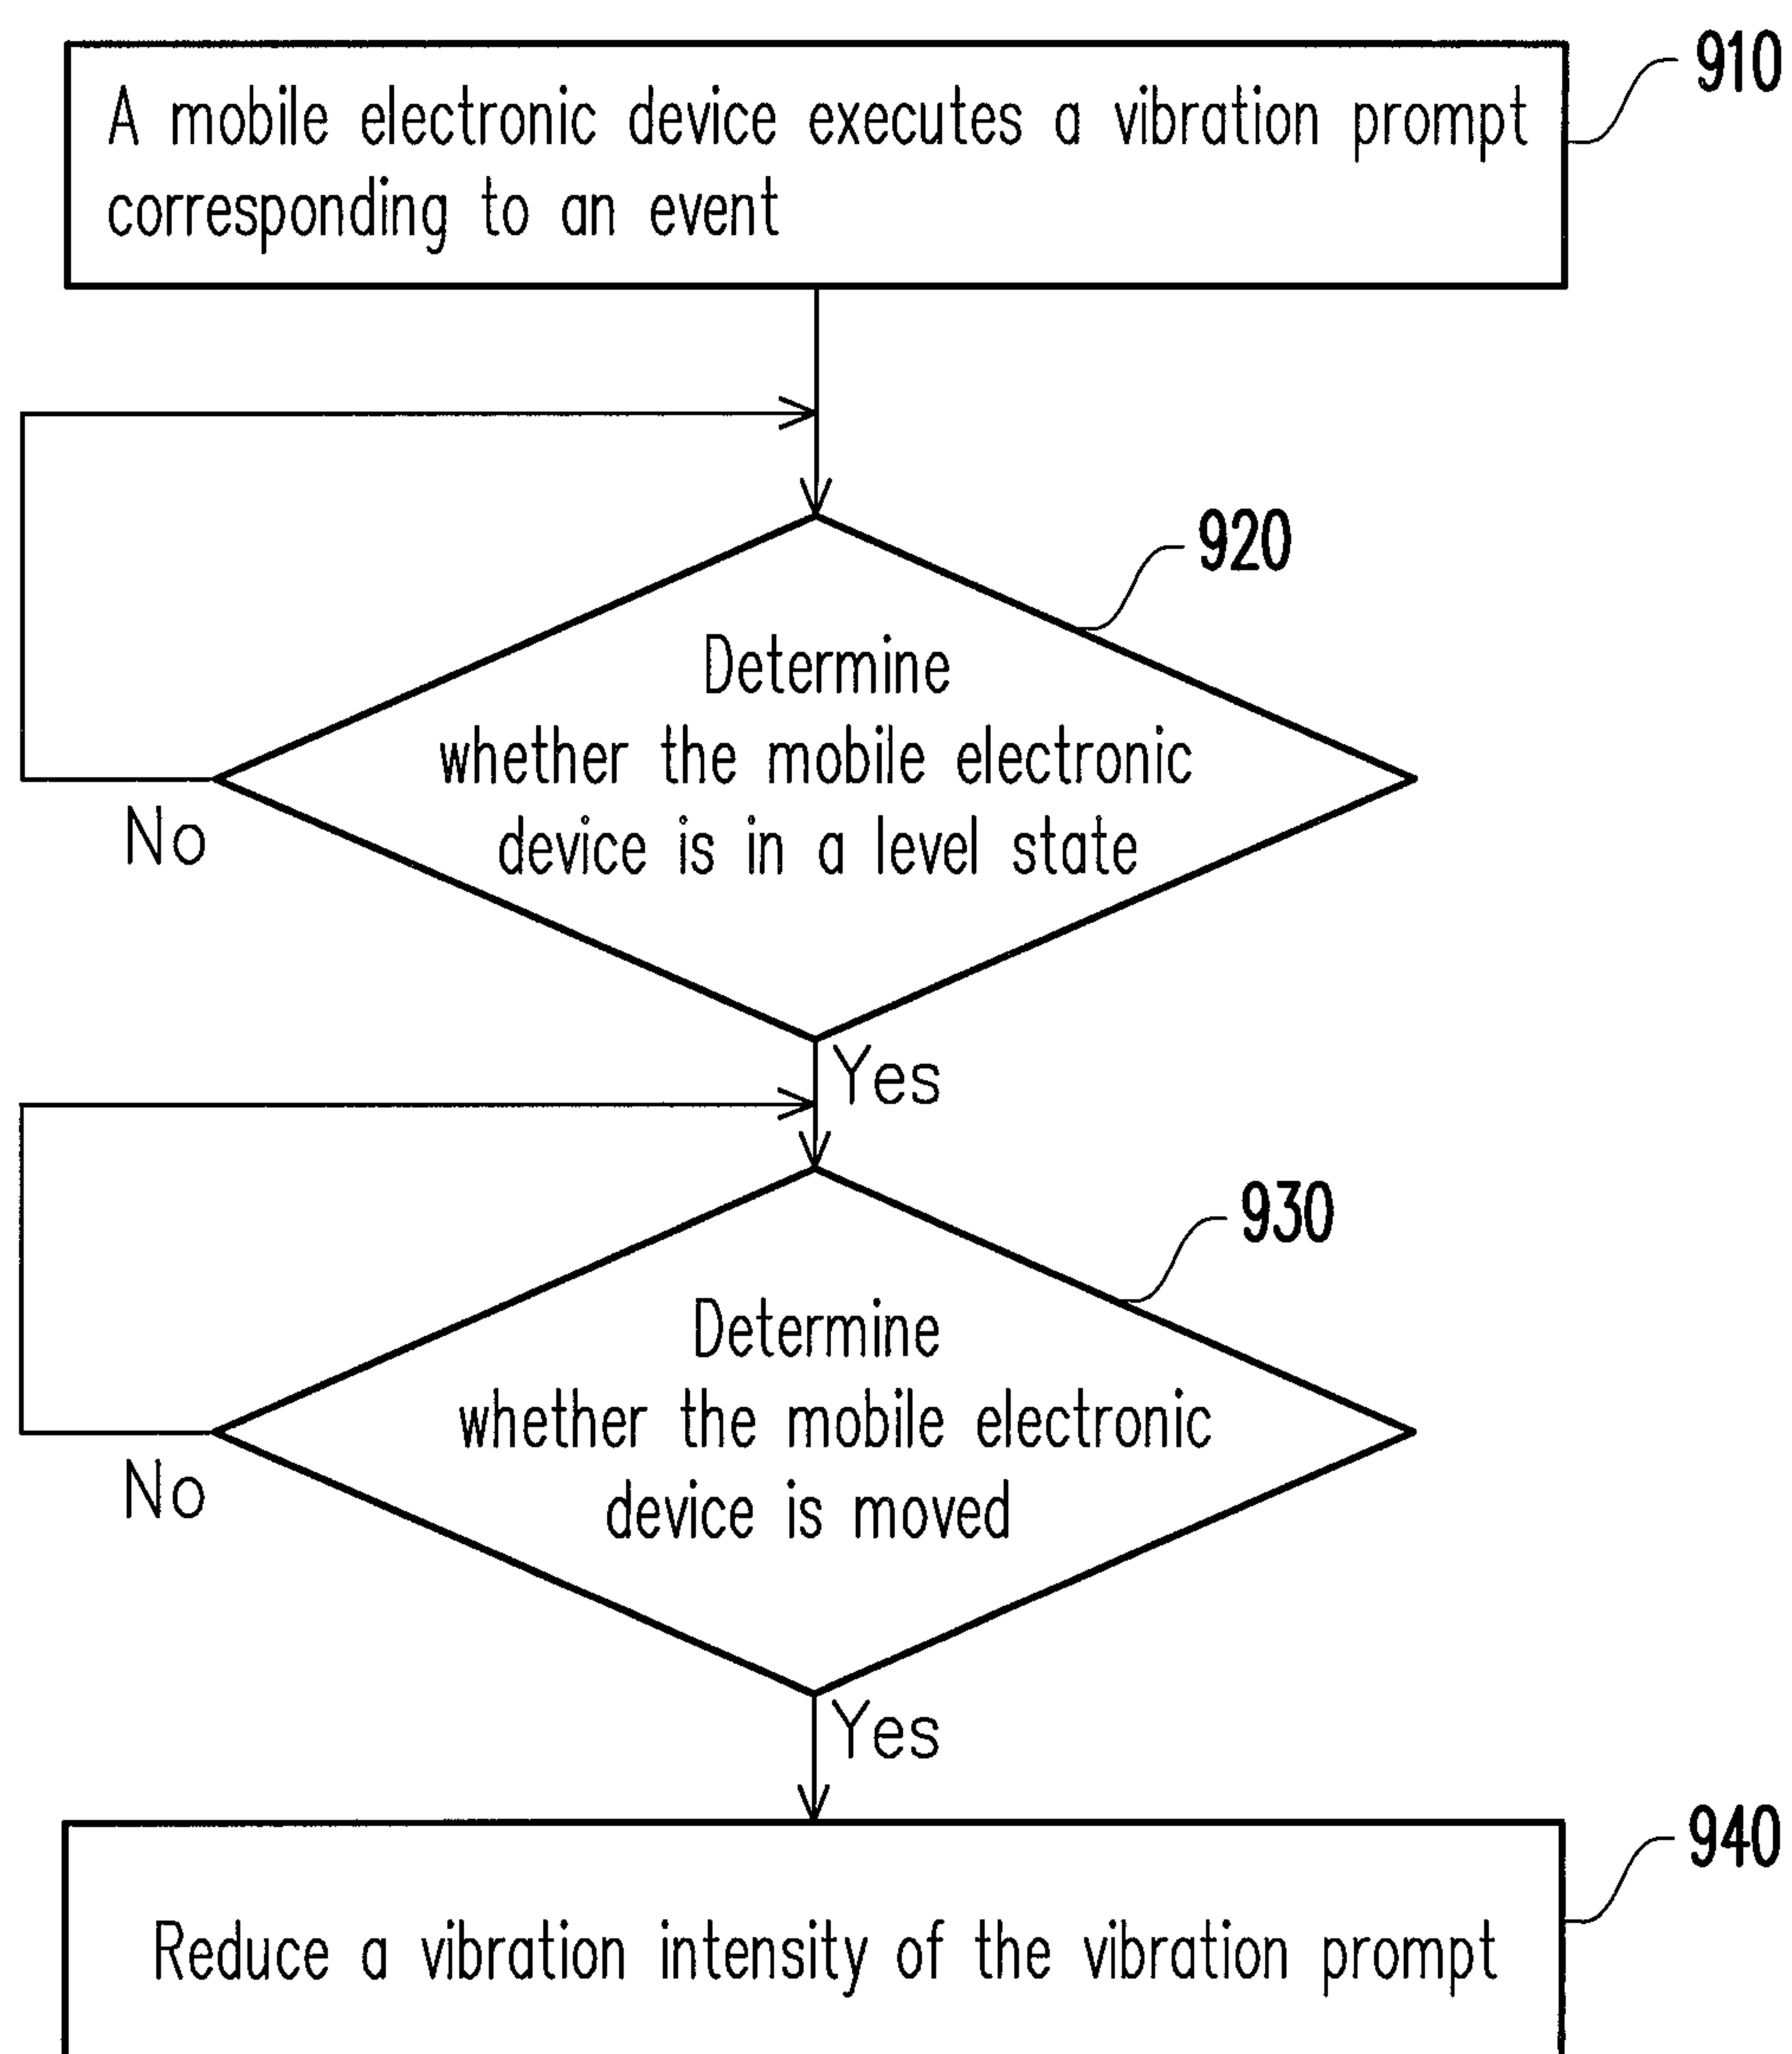 910
A mobile electronic device executes a vibration prompt
corresponding to an event
920
Determine
whether the mobile electronic
device is in a level state
No
Yes
930
Determine
whether the mobile electronic
device is moved
No
Yes
940
Reduce a vibration intensity of the vibration prompt